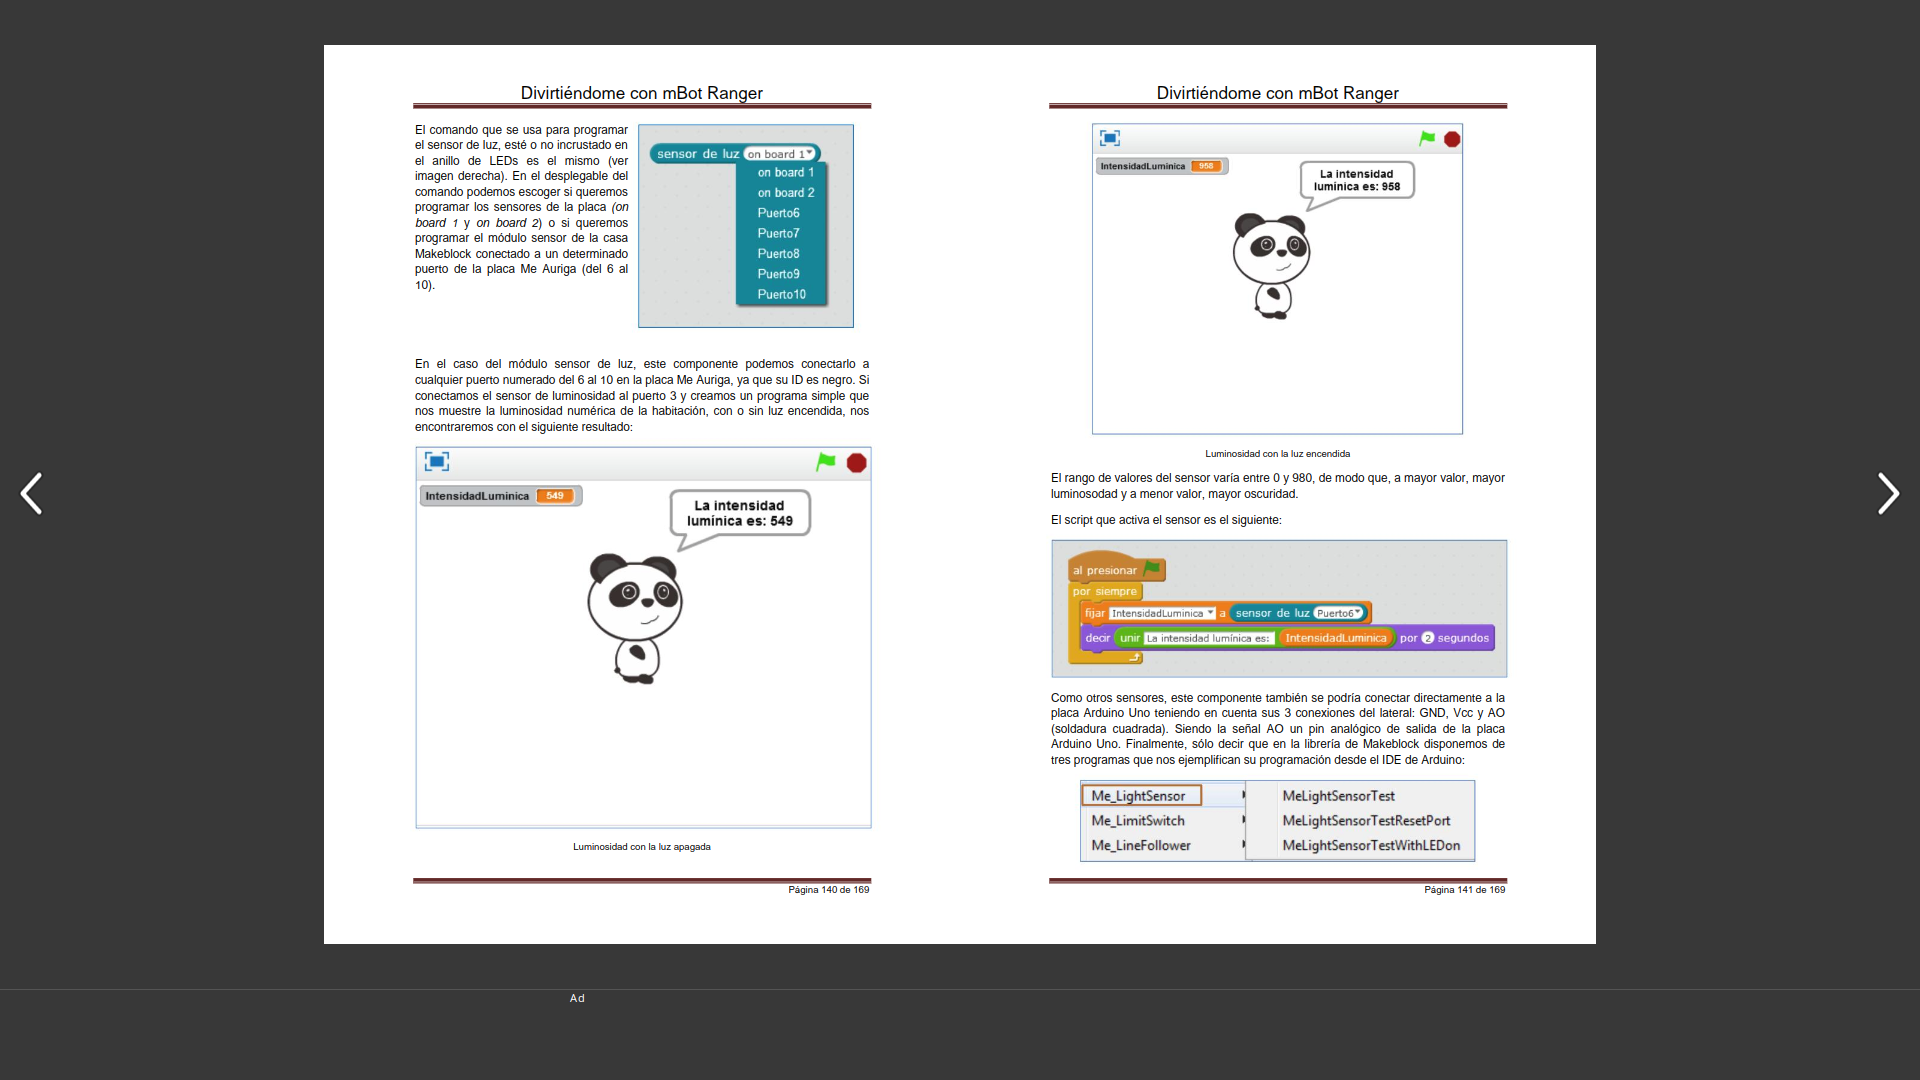 Divirtiéndome con mBot Ranger
El comando que se usa para programar
el sensor de luz, esté o no incrustado en
el anillo de LEDs es el mismo (ver
imagen derecha). En el desplegable del
comando podemos escoger si queremos
programar los sensores de la placa (on
board 1 y on board 2) o si queremos
programar el módulo sensor de la casa
Makeblock conectado a un determinado
puerto de la placa Me Auriga (del 6 al
10).
sensor de luz on board 1
on board 1
on board 2
Puerto6
Puerto7
Puerto8
Puerto9
Puerto10
En el caso del módulo sensor de luz, este componente podemos conectarlo a
cualquier puerto numerado del 6 al 10 en la placa Me Auriga, ya que su ID es negro. Si
conectamos el sensor de luminosidad al puerto 3 y creamos un programa simple que
nos muestre la luminosidad numérica de la habitación, con o sin luz encendida, nos
encontraremos con el siguiente resultado:
IntensidadLuminica 549
La intensidad
lumínica es: 549
Luminosidad con la luz apagada
Página 140 de 169
Divirtiéndome con mBot Ranger
IntensidadLuminica 958
La intensidad
lumínica es: 958
Luminosidad con la luz encendida
El rango de valores del sensor varía entre 0 y 980, de modo que, a mayor valor, mayor
luminosodad y a menor valor, mayor oscuridad.
El script que activa el sensor es el siguiente:
al presionar
por siempre
fijar IntensidadLuminica a sensor de luz Puerto6
decir unir La intensidad lumínica es: IntensidadLuminica por 2 segundos
Como otros sensores, este componente también se podría conectar directamente a la
placa Arduino Uno teniendo en cuenta sus 3 conexiones del lateral: GND, Vcc y AO
(soldadura cuadrada). Siendo la señal AO un pin analógico de salida de la placa
Arduino Uno. Finalmente, sólo decir que en la librería de Makeblock disponemos de
tres programas que nos ejemplifican su programación desde el IDE de Arduino:
Me_LightSensor MeLightSensorTest
Me_LimitSwitch MeLightSensorTestResetPort
Me_LineFollower MeLightSensorTestWithLEDon
Página 141 de 169
Ad